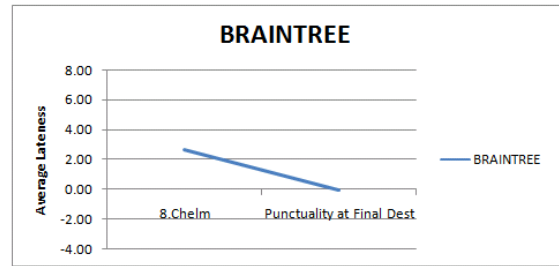 BRAINTREE
8.00
6.00
4.00
2.00
0.00
-2.00
-4.00
Average Lateness
8.Chelm
Punctuality at Final Dest
BRAINTREE